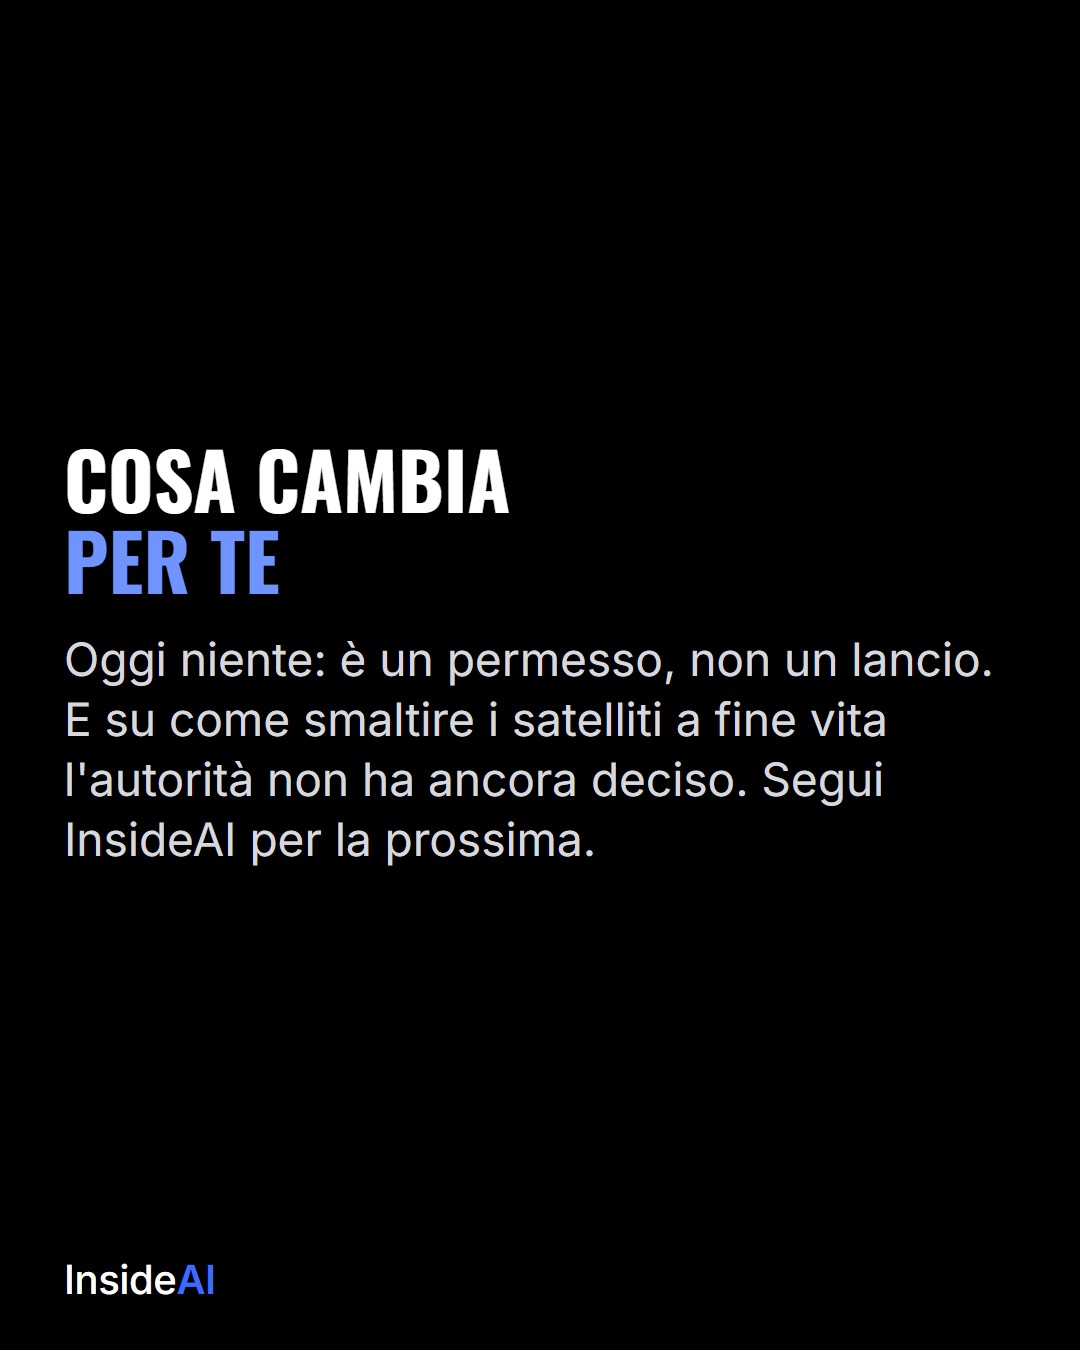 COSA CAMBIA
PER TE
Oggi niente: è un permesso, non un lancio.
E su come smaltire i satelliti a fine vita
l'autorità non ha ancora deciso. Segui
InsideAI per la prossima.
InsideAI